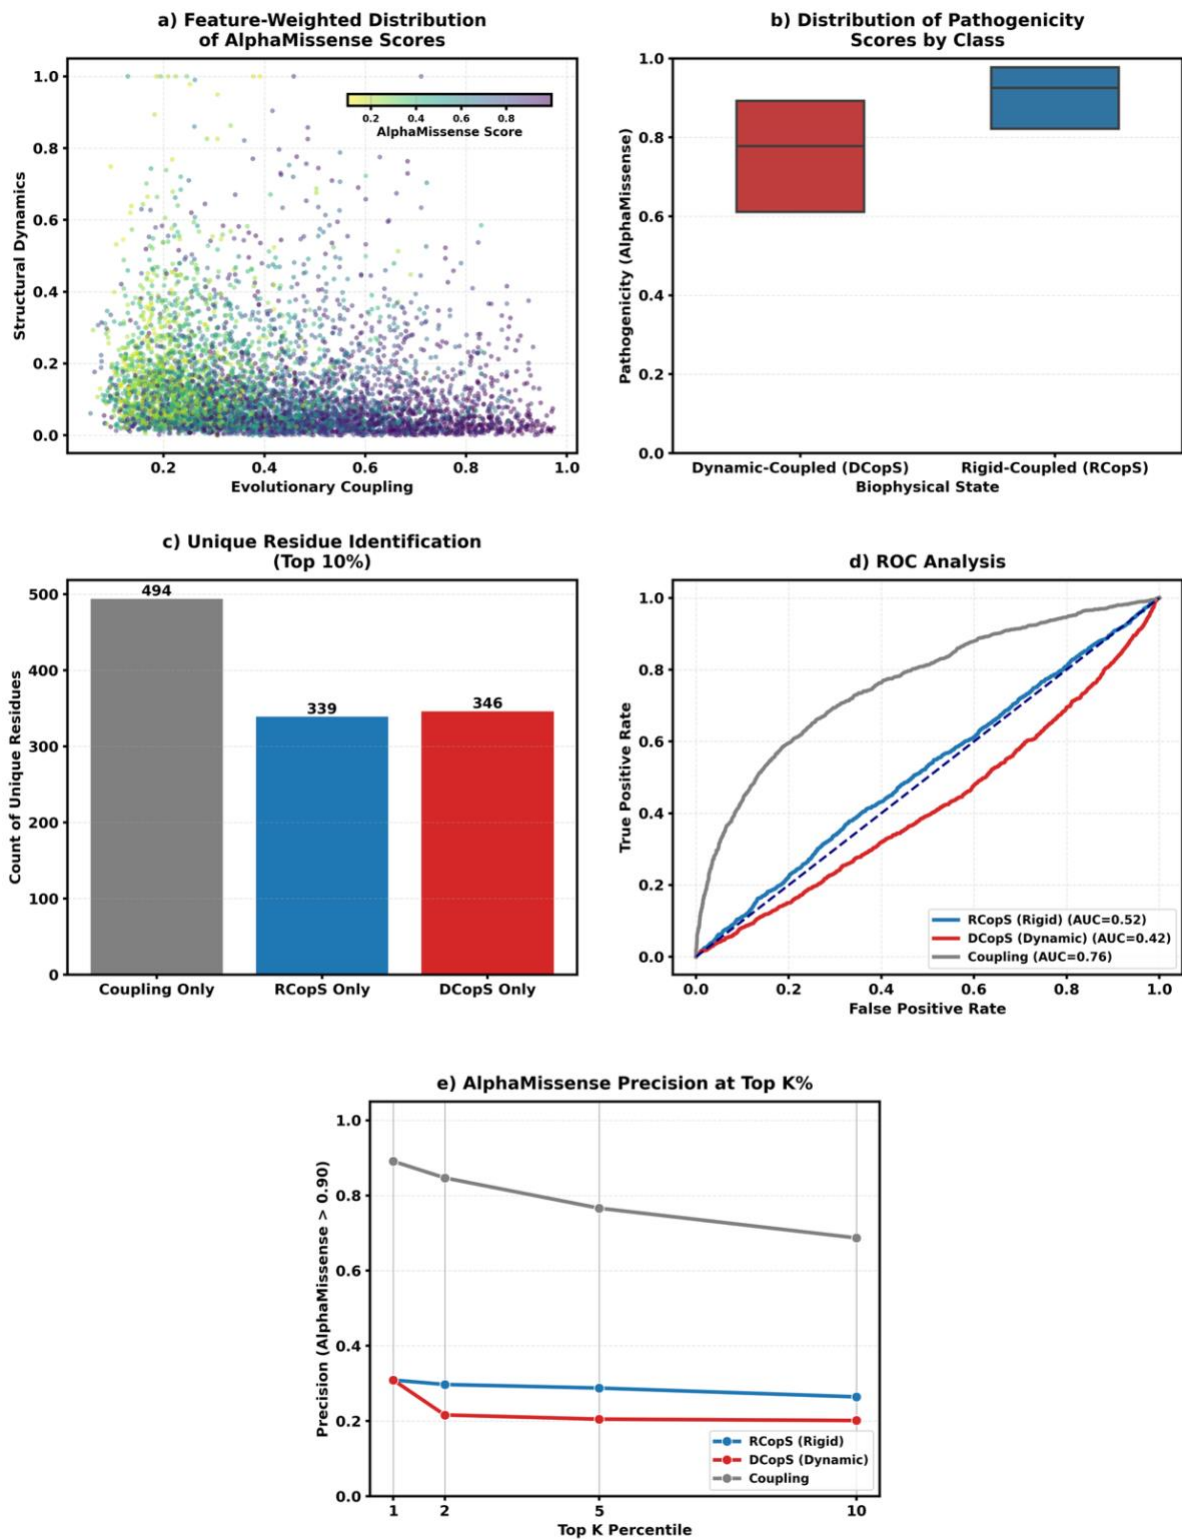 a) Feature-Weighted Distribution
of AlphaMissense Scores
1.0
0.8
0.6
0.4
0.2
0.0
Structural Dynamics
0.2 0.4 0.6 0.8
AlphaMissense Score
0.2 0.4 0.6 0.8 1.0
Evolutionary Coupling
b) Distribution of Pathogenicity
Scores by Class
1.0
0.8
0.6
0.4
0.2
0.0
Pathogenicity (AlphaMissense)
Dynamic-Coupled (DCopS) Rigid-Coupled (RCopS)
Biophysical State
c) Unique Residue Identification
(Top 10%)
500
400
300
200
100
0
Count of Unique Residues
494
339
346
Coupling Only RCopS Only DCopS Only
d) ROC Analysis
1.0
0.8
0.6
0.4
0.2
0.0
True Positive Rate
RCopS (Rigid) (AUC=0.52)
DCopS (Dynamic) (AUC=0.42)
Coupling (AUC=0.76)
0.0 0.2 0.4 0.6 0.8 1.0
False Positive Rate
e) AlphaMissense Precision at Top K%
1.0
0.8
0.6
0.4
0.2
0.0
Precision (AlphaMissense > 0.90)
RCopS (Rigid)
DCopS (Dynamic)
Coupling
1 2 5 10
Top K Percentile